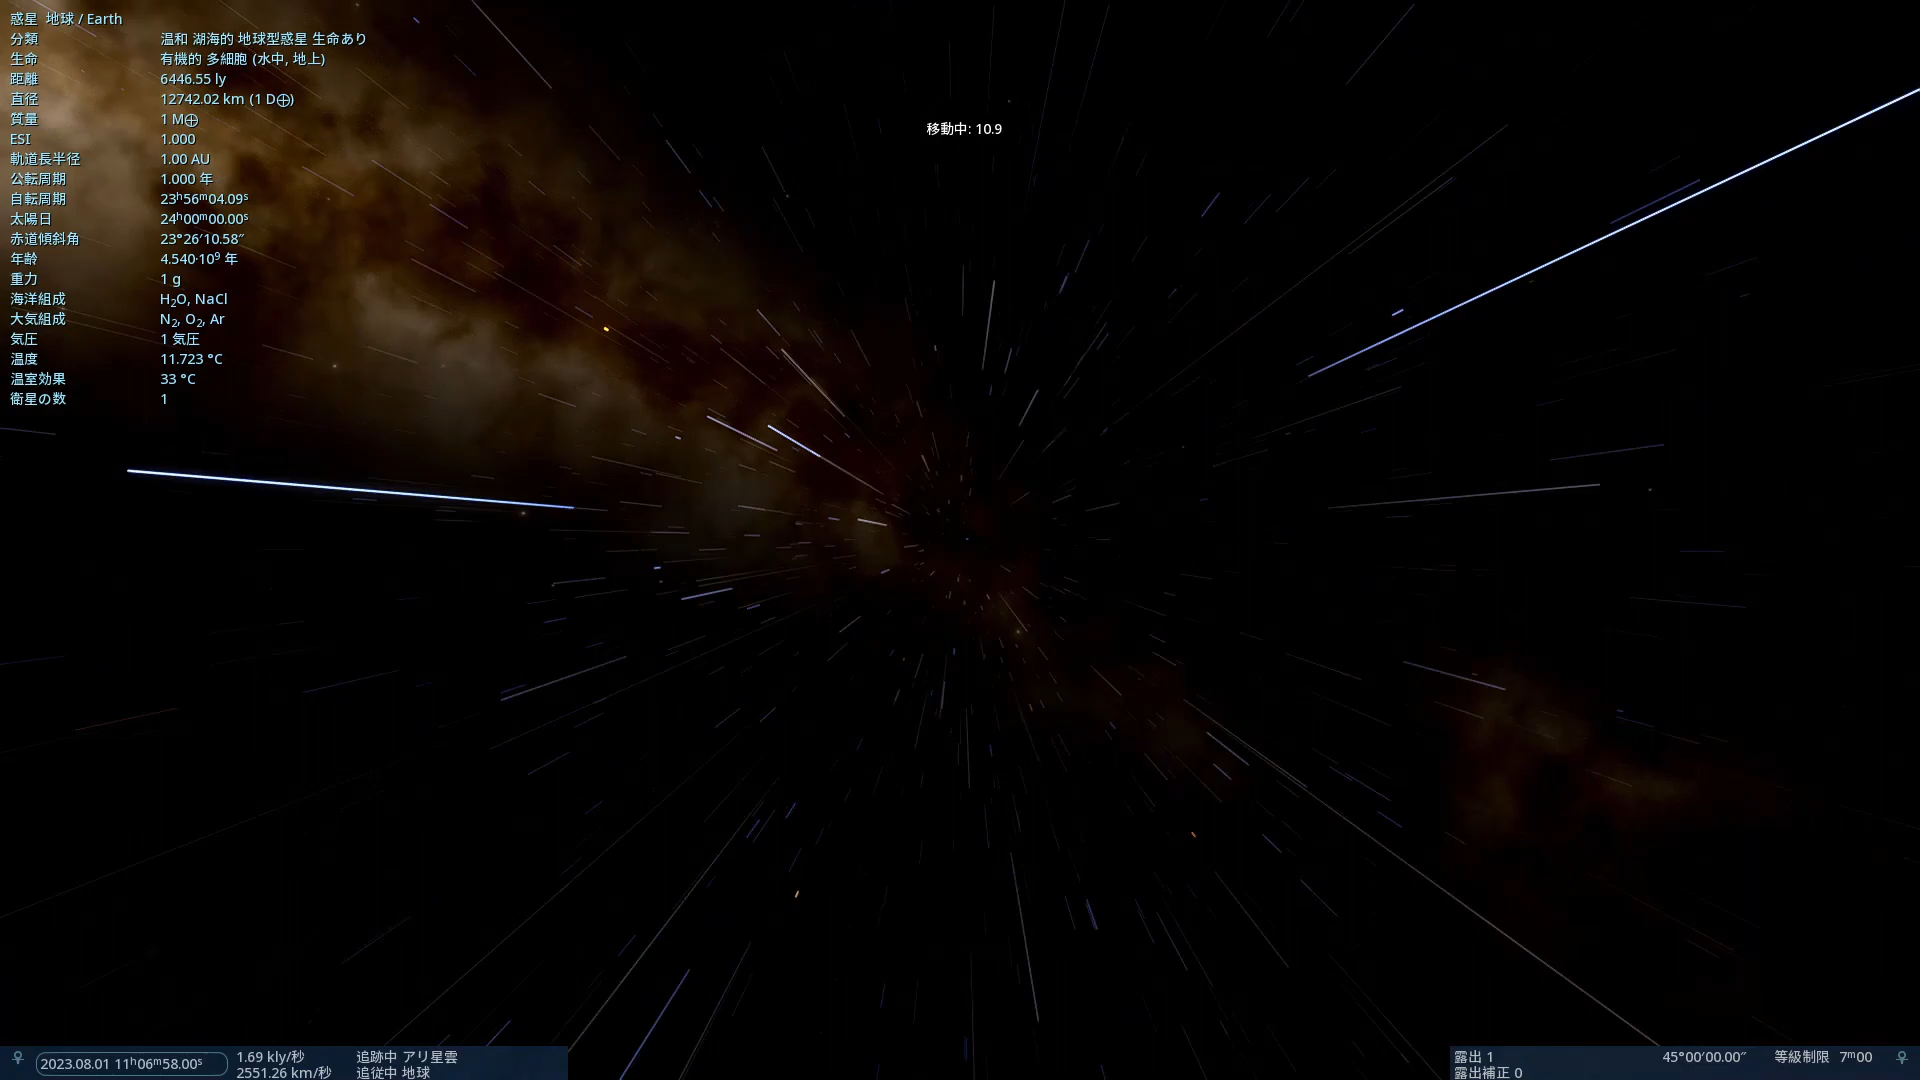 惑星 地球 / Earth
分類 温和 湖海的 地球型惑星 生命あり
生命 有機的 多細胞 (水中, 地上)
距離 6446.55 ly
直径 12742.02 km (1 D⨁)
質量 1 M⨁
ESI 1.000
軌道長半径 1.00 AU
公転周期 1.000 年
自転周期 23ʰ56ᵐ04.09ˢ
太陽日 24ʰ00ᵐ00.00ˢ
赤道傾斜角 23°26′10.58″
年齢 4.540·10⁹ 年
重力 1 g
海洋組成 H₂O, NaCl
大気組成 N₂, O₂, Ar
気圧 1 気圧
温度 11.723 °C
温室効果 33 °C
衛星の数 1
移動中: 10.9
2023.08.01 11ʰ06ᵐ58.00ˢ
1.69 kly/秒
2551.26 km/秒
追跡中 アリ星雲
追従中 地球
露出 1
露出補正 0
45°00′00.00″
等級制限 7ᵐ00